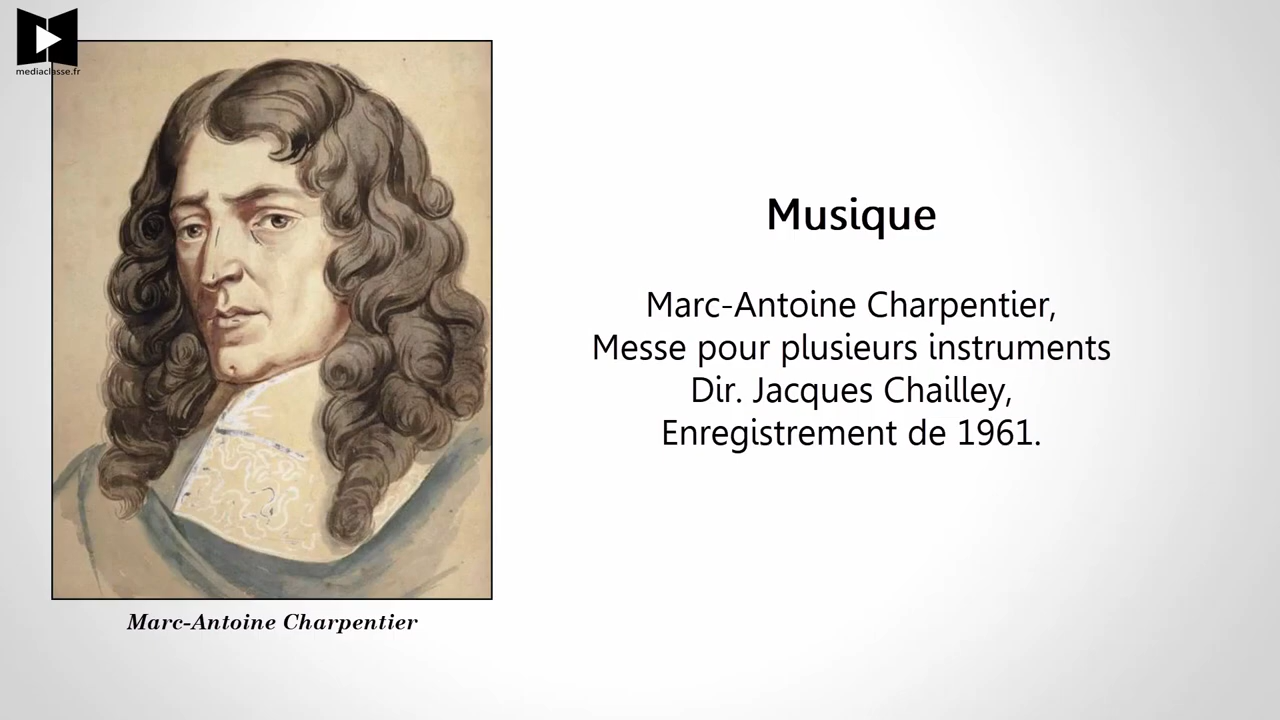 mediaclasse.fr
Musique
Marc-Antoine Charpentier,
Messe pour plusieurs instruments
Dir. Jacques Chailley,
Enregistrement de 1961.
Marc-Antoine Charpentier